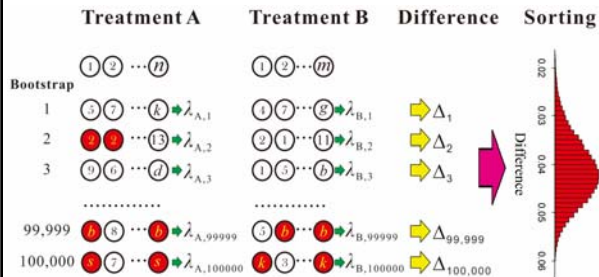 Treatment A Treatment B Difference Sorting
1 2 ... n 1 2 ... m
Bootstrap
1 5 7 ... k λA,1 4 7 ... g λB,1 Δ1
2 2 2 ... 13 λA,2 2 1 ... 11 λB,2 Δ2
3 9 6 ... d λA,3 1 5 ... b λB,3 Δ3
............. .............
99,999 b 8 ... b λA,99999 5 b ... b λB,99999 Δ99,999
100,000 s 7 ... s λA,100000 k 3 ... k λB,100000 Δ100,000
Difference
0.02
0.03
0.04
0.05
0.06